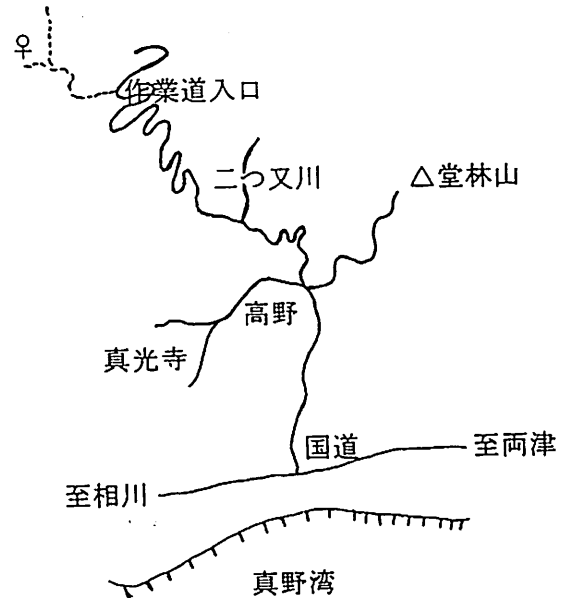 作業道入口
二つ又川
△堂林山
高野
真光寺
国道
至両津
至相川
真野湾